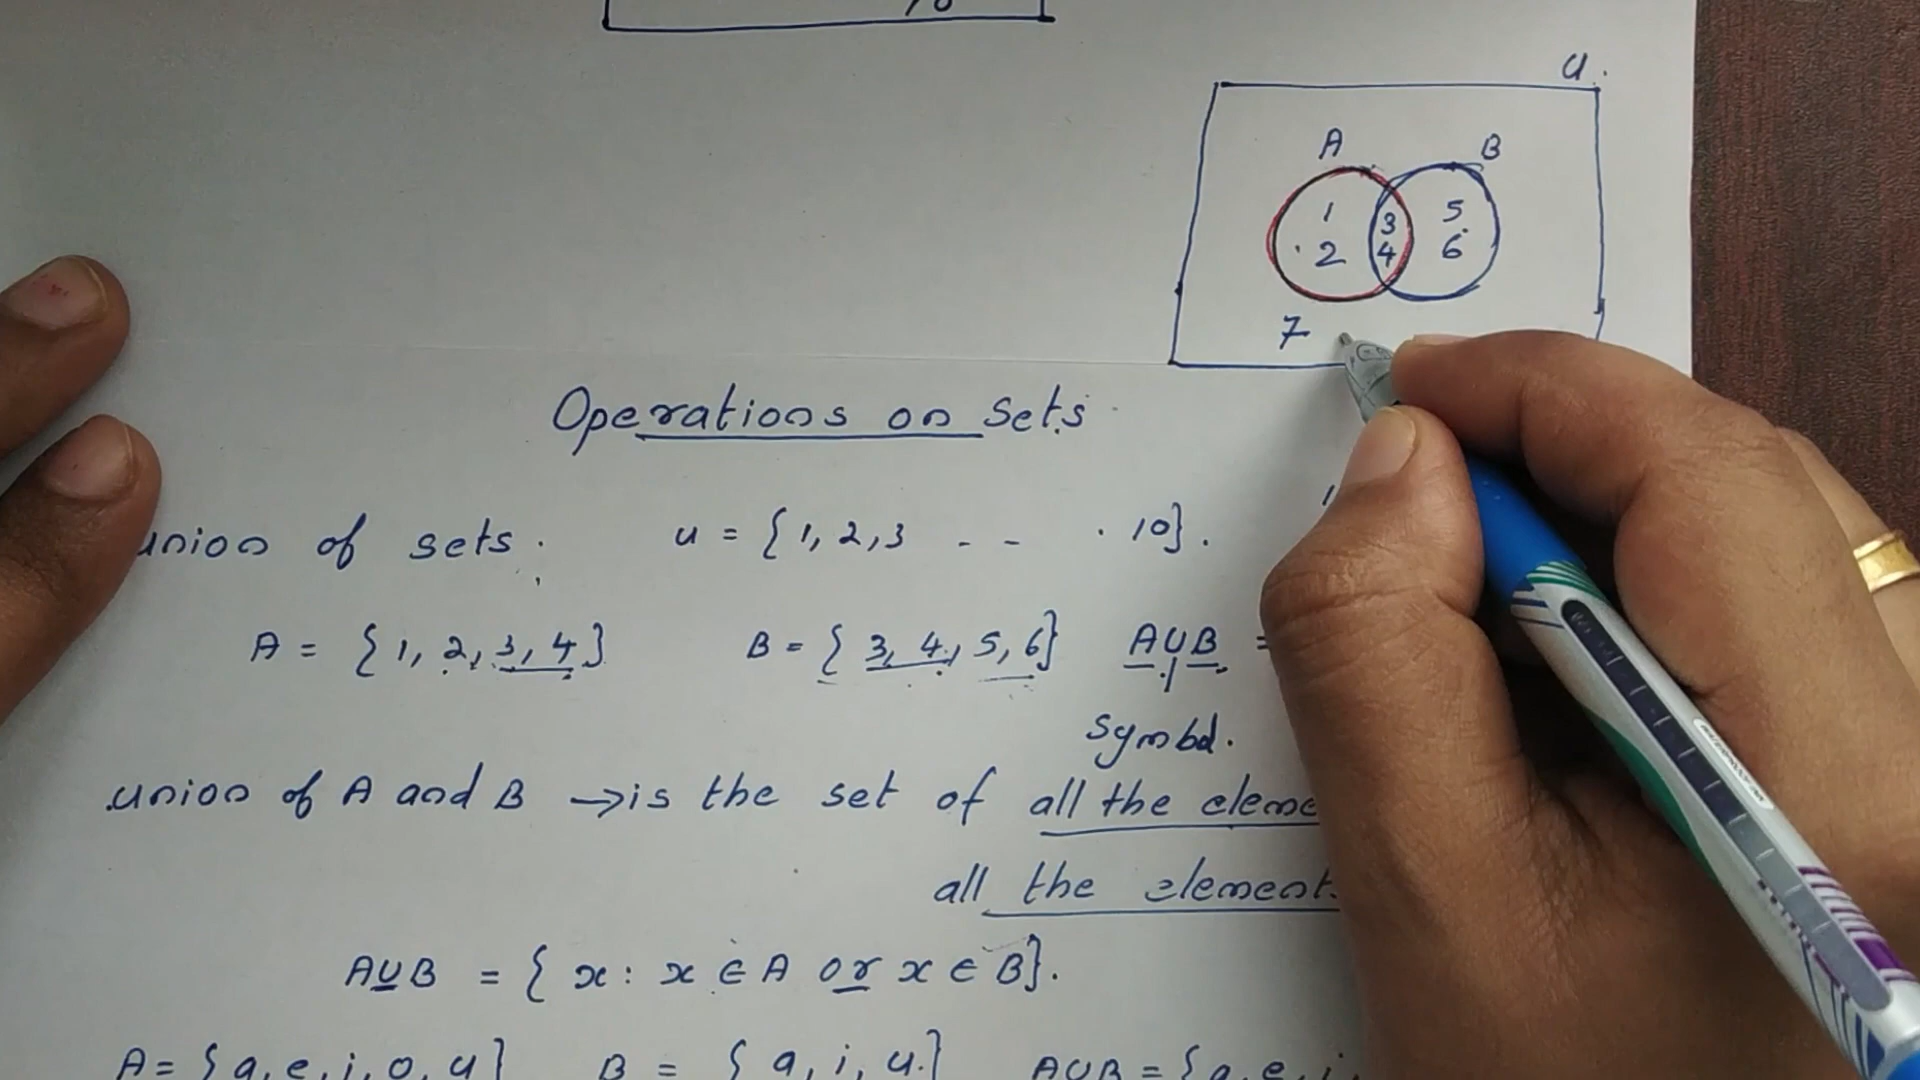 U.
A B
1 3 5
2 4 6
7
Operations on Sets
union of sets : u = {1, 2, 3 - - . 10}.
A = {1, 2, 3, 4} B = {3, 4, 5, 6} A∪B =
Symbol.
union of A and B → is the set of all the eleme
all the element
A∪B = { x : x ∈ A or x ∈ B}.
A = {a, e, i, o, u} B = {a, i, u.} A∪B = {a, e, i,